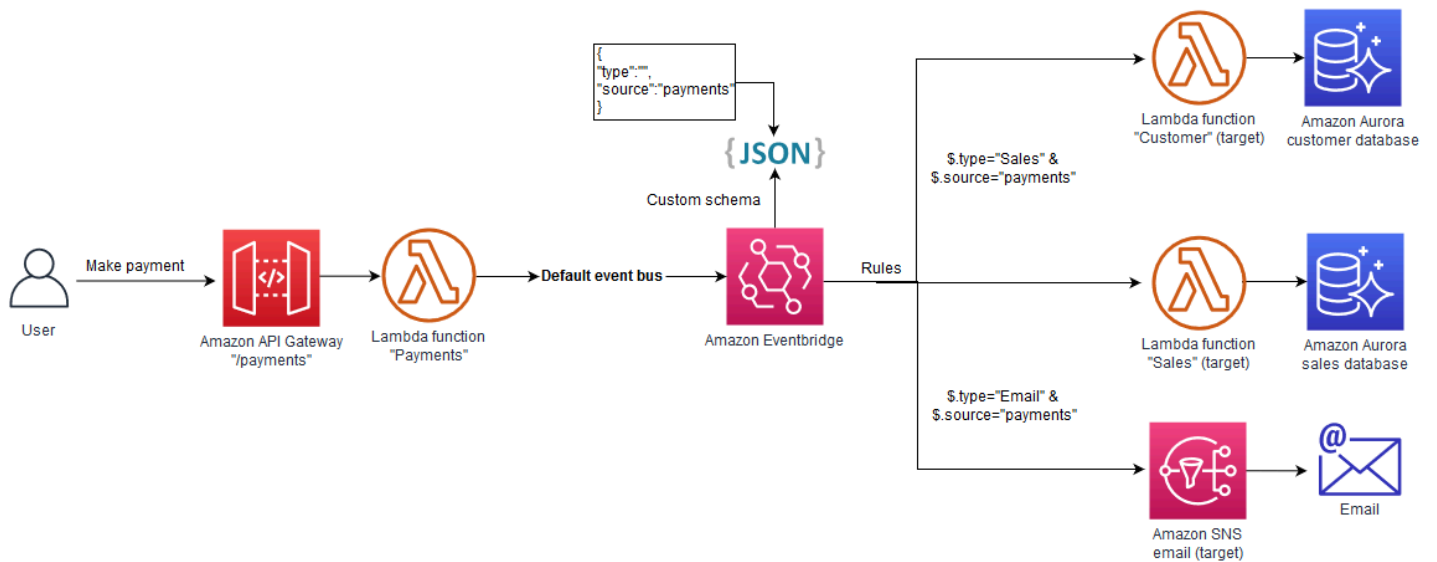 {
"type":"",
"source":"payments"
}
{JSON}
Custom schema
Make payment
User
</>
Amazon API Gateway
"/payments"
Lambda function
"Payments"
Default event bus
Amazon Eventbridge
Rules
$.type="Sales" &
$.source="payments"
$.type="Email" &
$.source="payments"
Lambda function
"Customer" (target)
Amazon Aurora
customer database
Lambda function
"Sales" (target)
Amazon Aurora
sales database
Amazon SNS
email (target)
@
Email